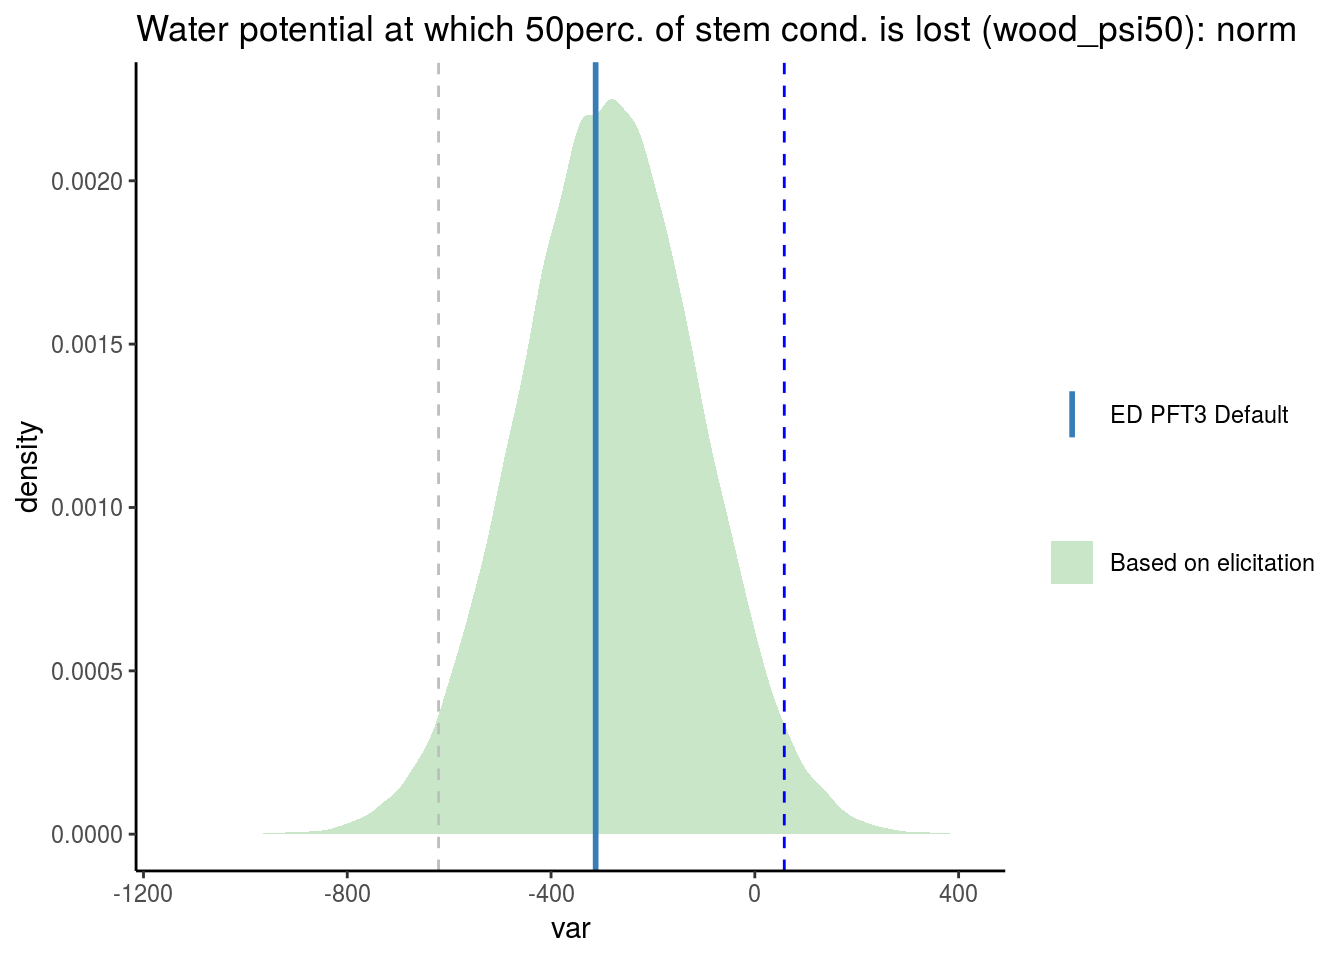 Water potential at which 50perc. of stem cond. is lost (wood_psi50): norm
0.0020
0.0015
0.0010
0.0005
0.0000
density
-1200
-800
-400
0
400
var
ED PFT3 Default
Based on elicitation